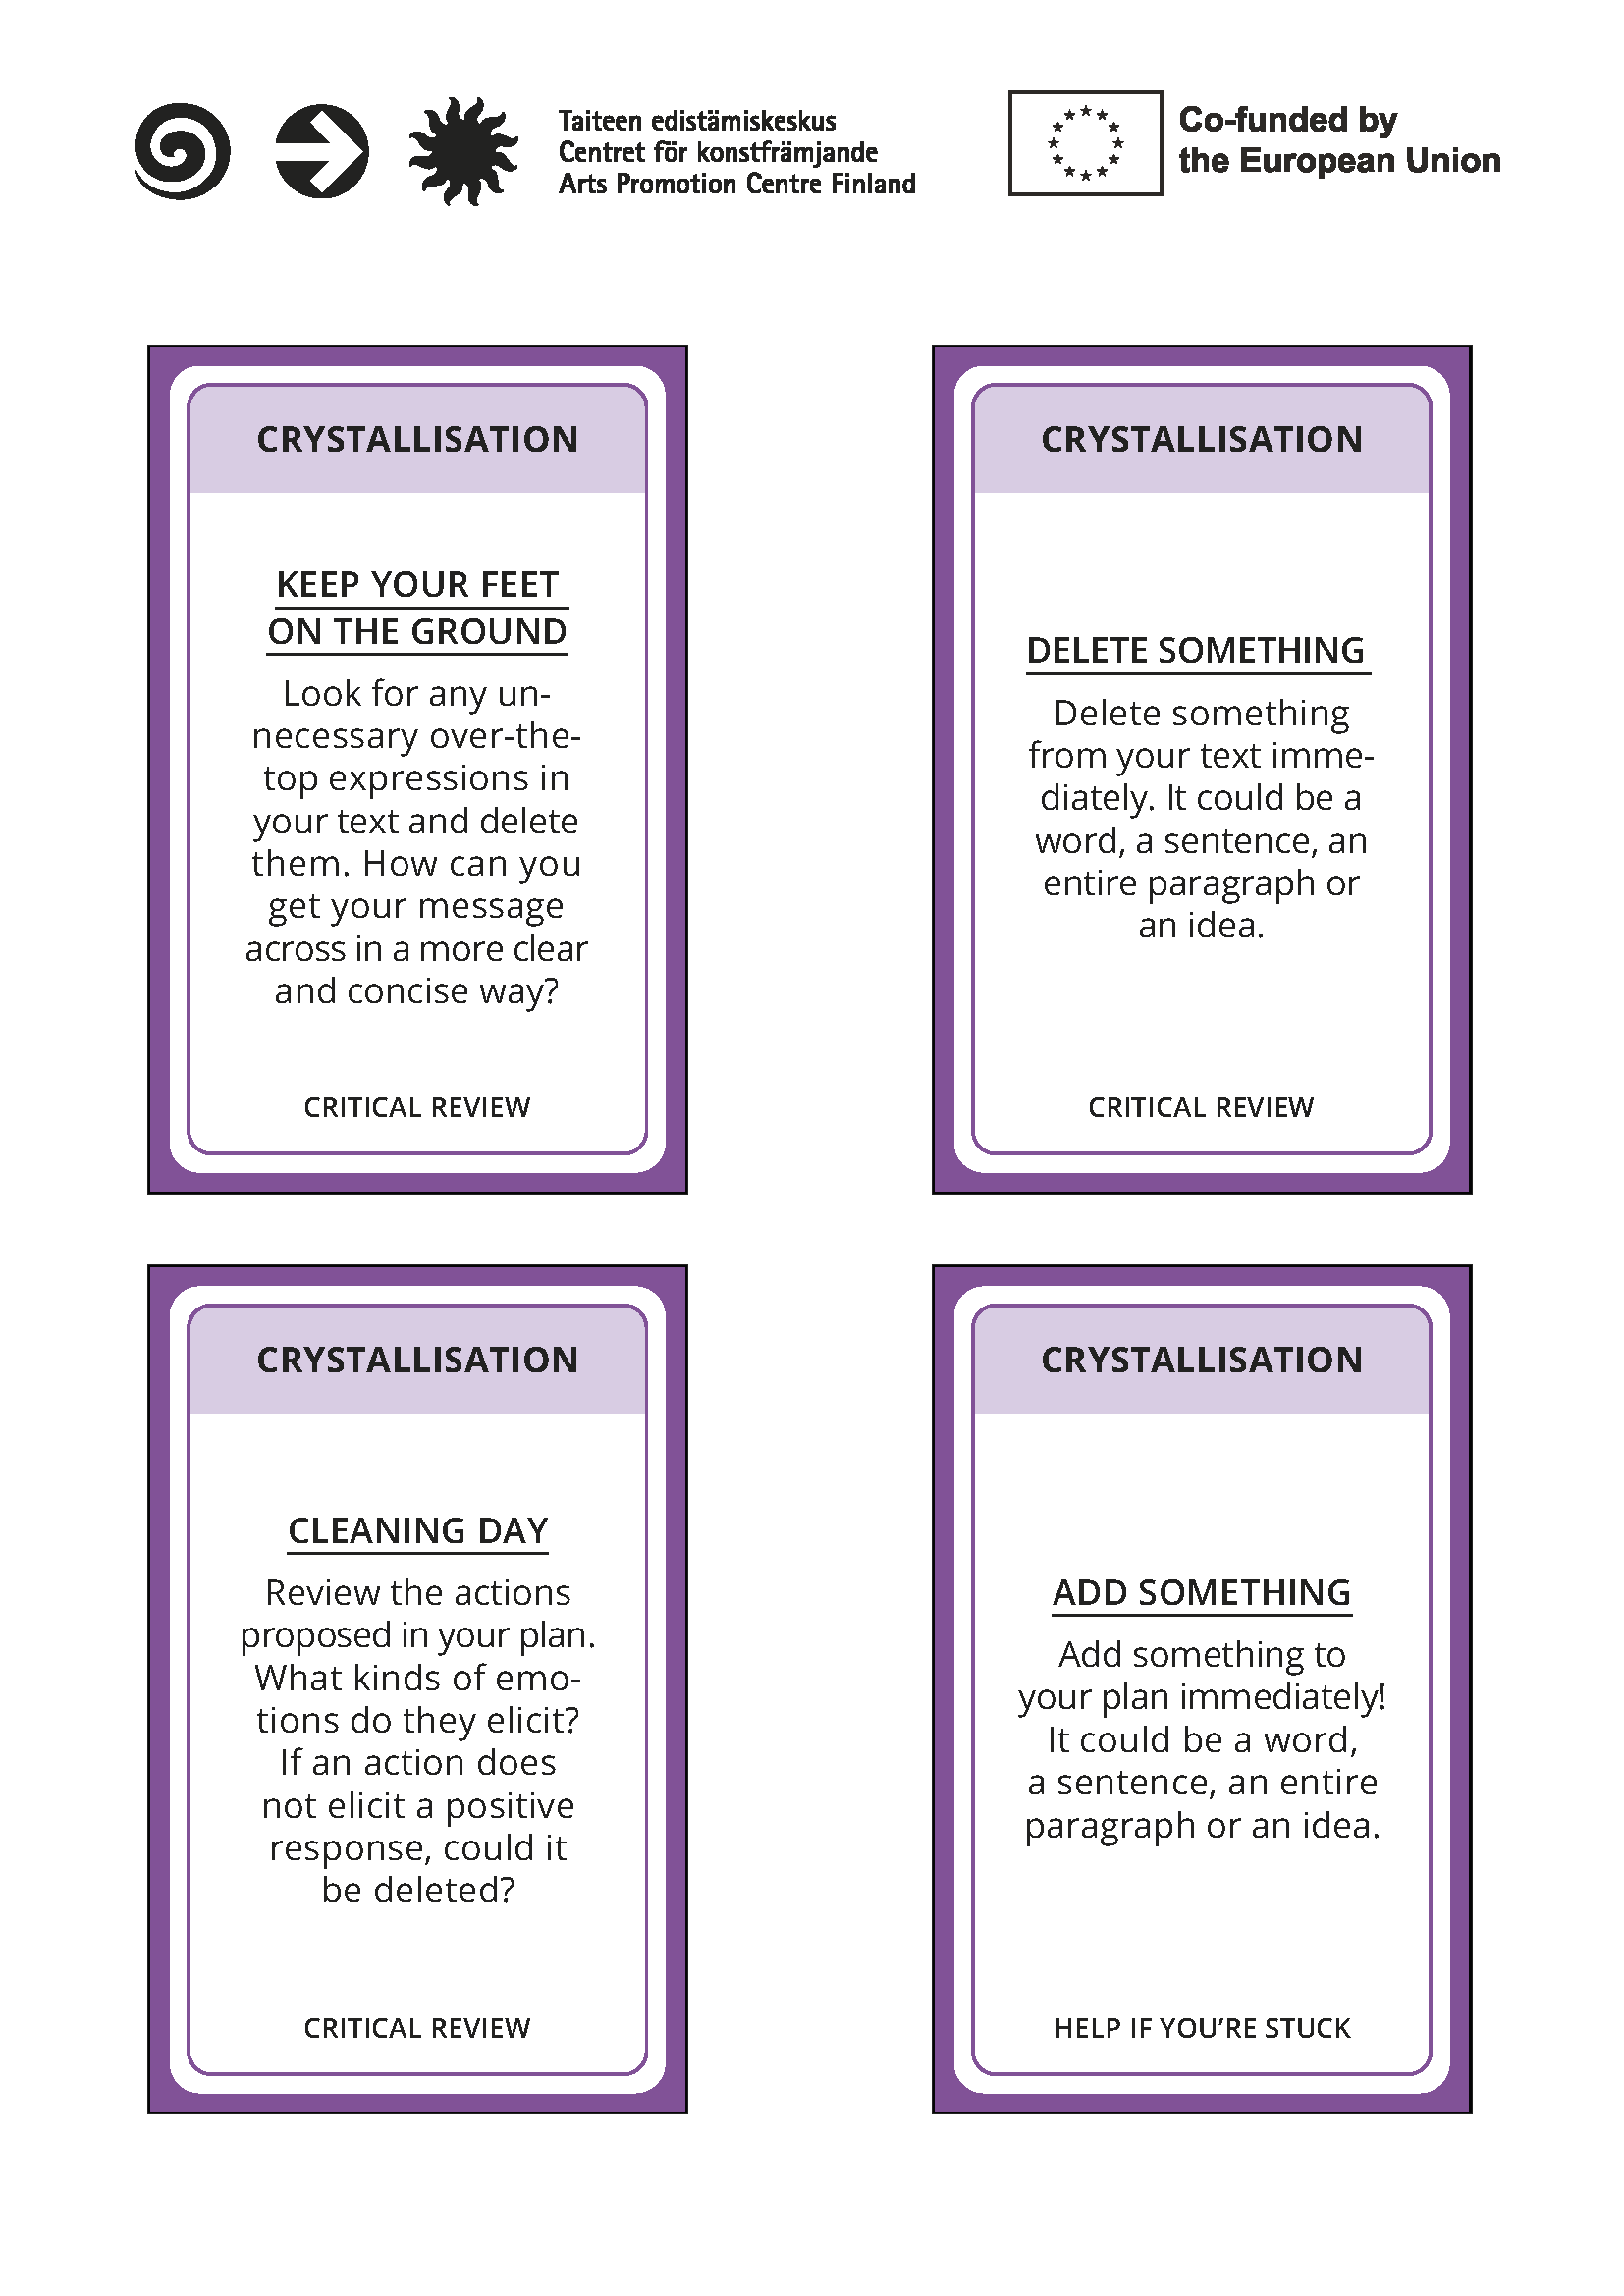 Taiteen edistämiskeskus
Centret för konstfrämjande
Arts Promotion Centre Finland
Co-funded by
the European Union
CRYSTALLISATION
KEEP YOUR FEET
ON THE GROUND
Look for any un-
necessary over-the-
top expressions in
your text and delete
them. How can you
get your message
across in a more clear
and concise way?
CRITICAL REVIEW
CRYSTALLISATION
DELETE SOMETHING
Delete something
from your text imme-
diately. It could be a
word, a sentence, an
entire paragraph or
an idea.
CRITICAL REVIEW
CRYSTALLISATION
CLEANING DAY
Review the actions
proposed in your plan.
What kinds of emo-
tions do they elicit?
If an action does
not elicit a positive
response, could it
be deleted?
CRITICAL REVIEW
CRYSTALLISATION
ADD SOMETHING
Add something to
your plan immediately!
It could be a word,
a sentence, an entire
paragraph or an idea.
HELP IF YOU’RE STUCK